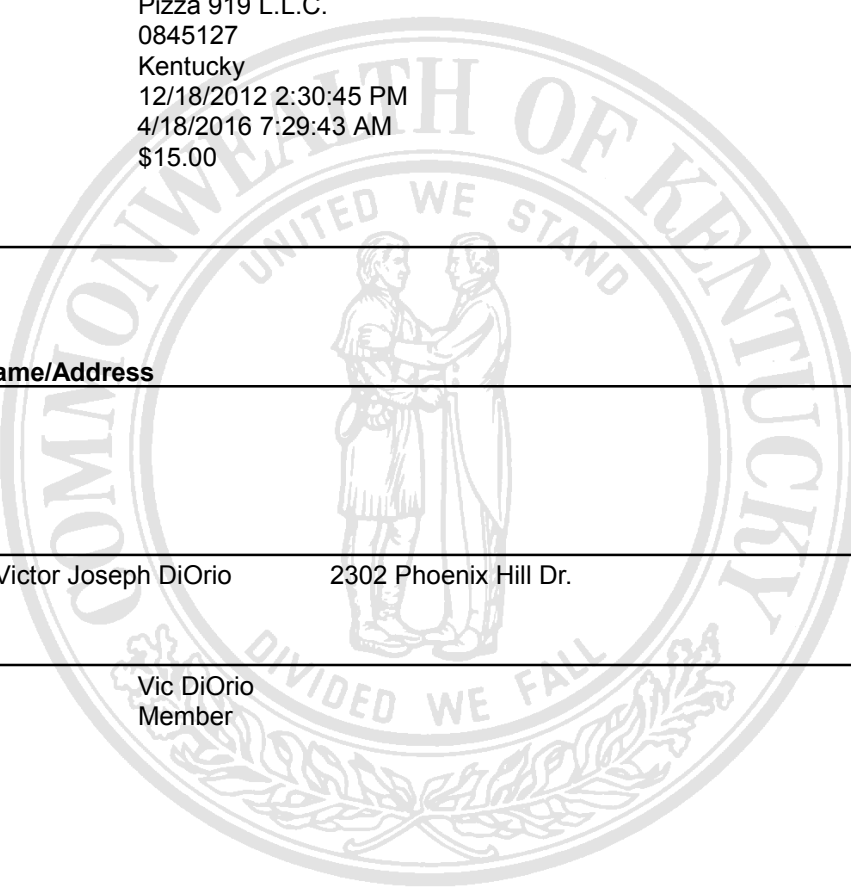 Pizza 919 L.L.C.
0845127
Kentucky
12/18/2012 2:30:45 PM
4/18/2016 7:29:43 AM
$15.00
COMMONWEALTH OF KENTUCKY
UNITED WE STAND
ame/Address
Victor Joseph DiOrio 2302 Phoenix Hill Dr.
DIVIDED WE FALL
Vic DiOrio
Member